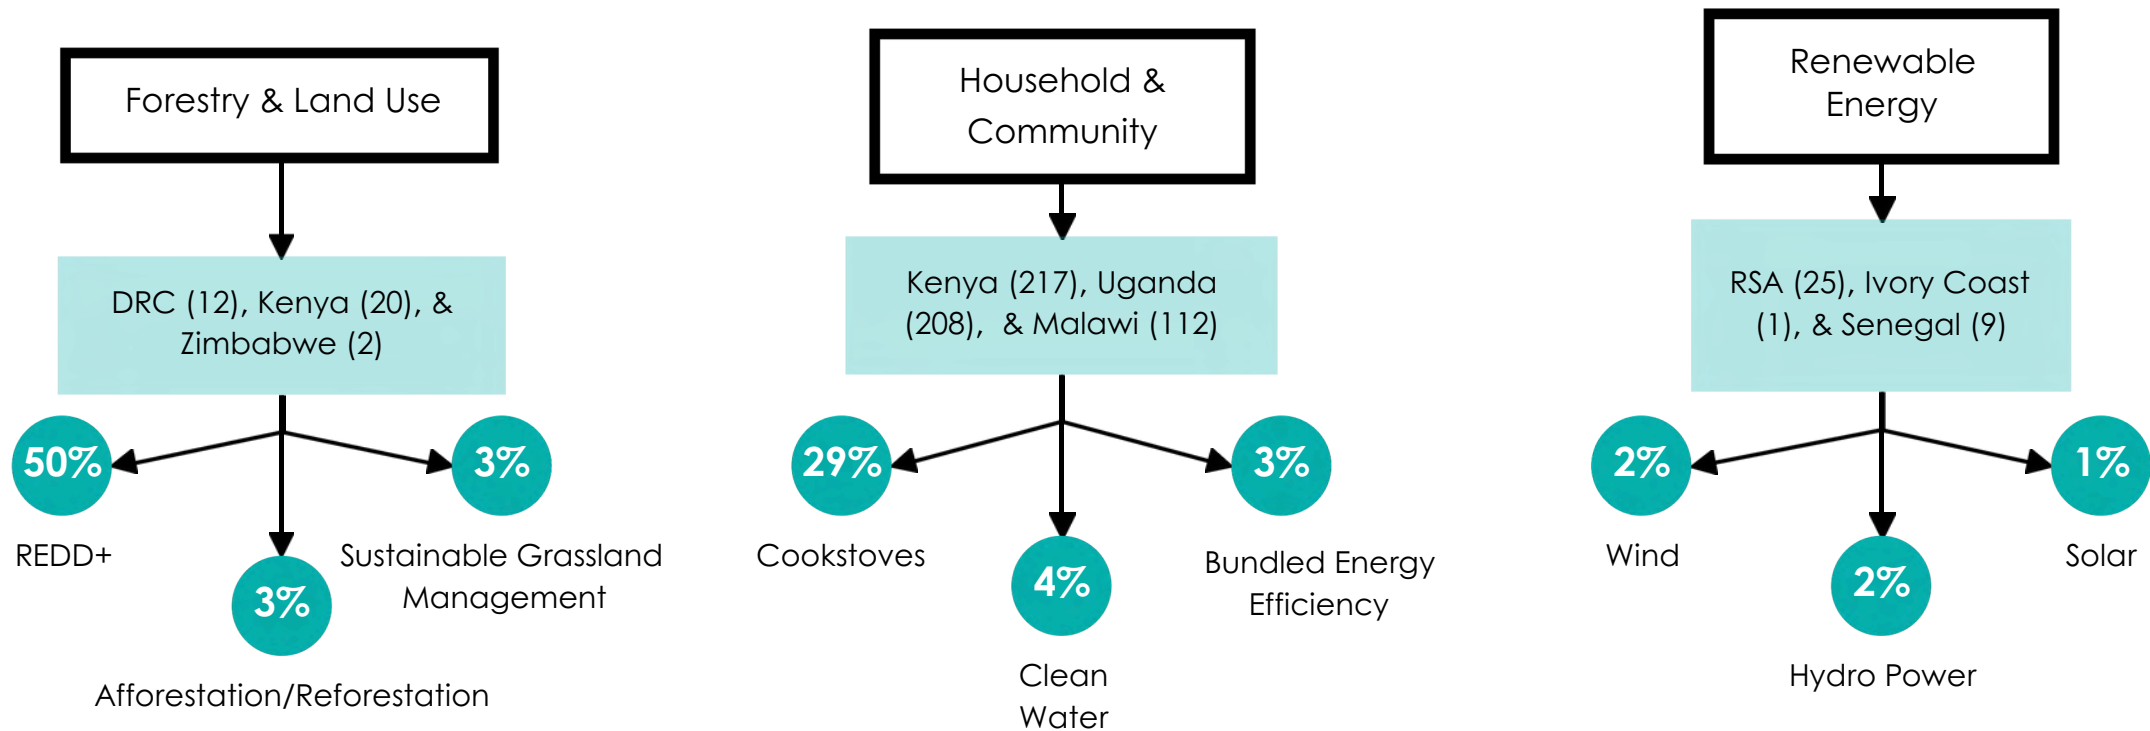 Forestry & Land Use
DRC (12), Kenya (20), &
Zimbabwe (2)
50%
3%
REDD+
Sustainable Grassland
Management
3%
Afforestation/Reforestation
Household &
Community
Kenya (217), Uganda
(208),  & Malawi (112)
29%
3%
Cookstoves
Bundled Energy
Efficiency
4%
Clean
Water
Renewable
Energy
RSA (25), Ivory Coast
(1), & Senegal (9)
2%
1%
Wind
Solar
2%
Hydro Power